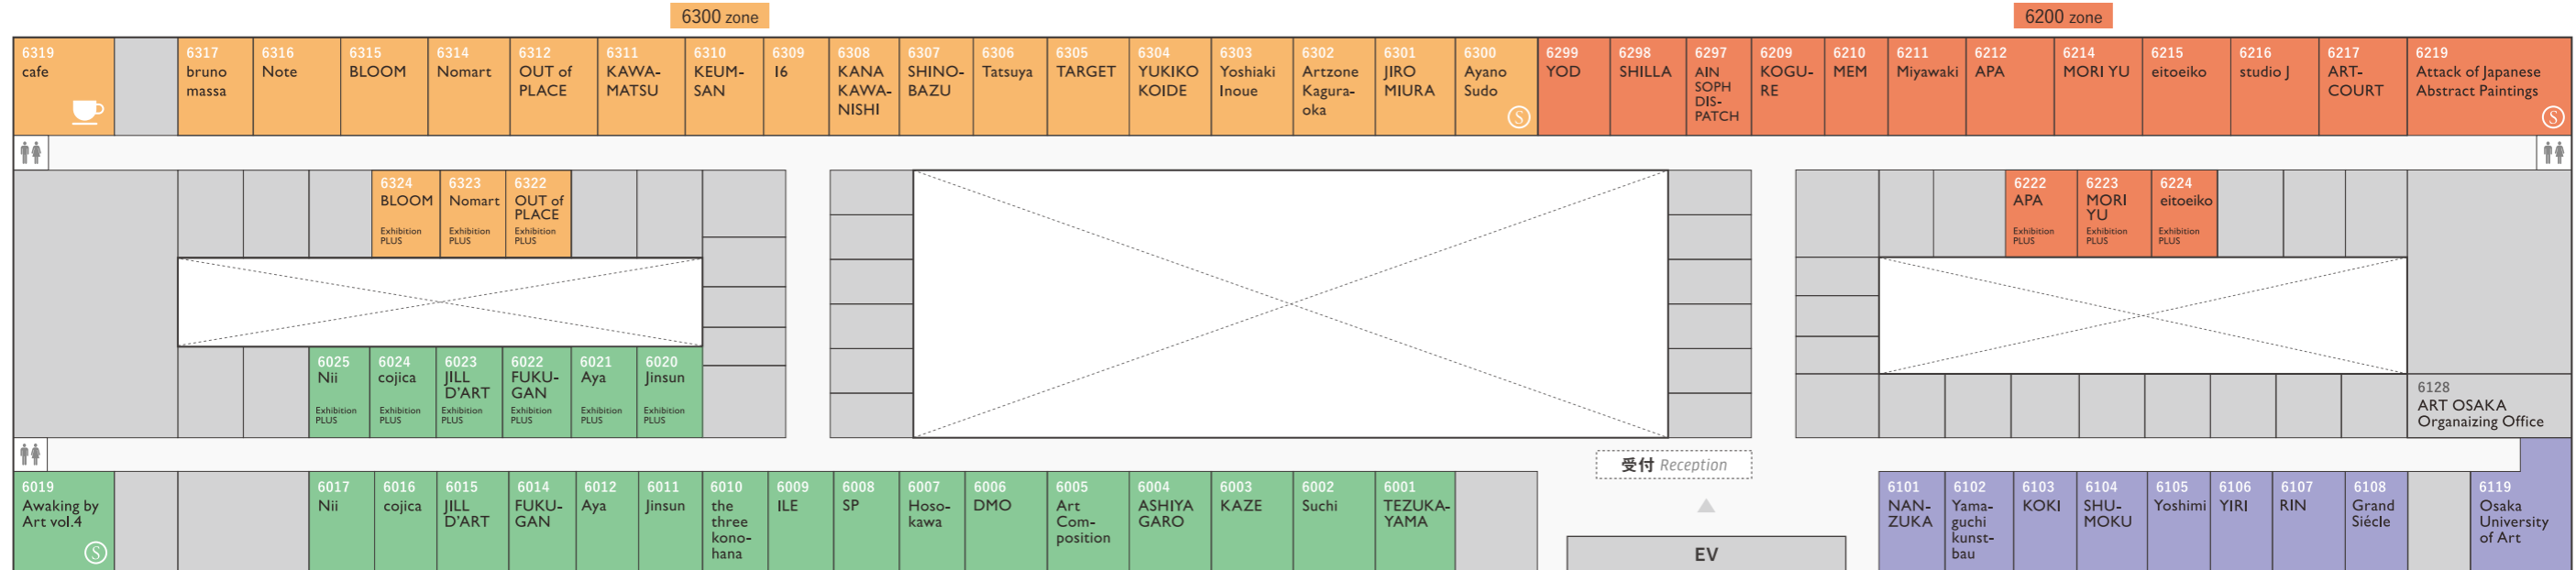 6300 zone
6200 zone
6319
cafe
6317
bruno
massa
6316
Note
6315
BLOOM
6314
Nomart
6312
OUT of
PLACE
6311
KAWA-
MATSU
6310
KEUM-
SAN
6309
16
6308
KANA
KAWA-
NISHI
6307
SHINO-
BAZU
6306
Tatsuya
6305
TARGET
6304
YUKIKO
KOIDE
6303
Yoshiaki
Inoue
6302
Artzone
Kagura-
oka
6301
JIRO
MIURA
6300
Ayano
Sudo
S
6299
YOD
6298
SHILLA
6297
AIN
SOPH
DIS-
PATCH
6209
KOGU-
RE
6210
MEM
6211
Miyawaki
6212
APA
6214
MORI YU
6215
eitoeiko
6216
studio J
6217
ART-
COURT
6219
Attack of Japanese
Abstract Paintings
S
6324
BLOOM
Exhibition
PLUS
6323
Nomart
Exhibition
PLUS
6322
OUT of
PLACE
Exhibition
PLUS
6222
APA
Exhibition
PLUS
6223
MORI
YU
Exhibition
PLUS
6224
eitoeiko
Exhibition
PLUS
6025
Nii
Exhibition
PLUS
6024
cojica
Exhibition
PLUS
6023
JILL
D'ART
Exhibition
PLUS
6022
FUKU-
GAN
Exhibition
PLUS
6021
Aya
Exhibition
PLUS
6020
Jinsun
Exhibition
PLUS
6128
ART OSAKA
Organaizing Office
受付 Reception
6019
Awaking by
Art vol.4
S
6017
Nii
6016
cojica
6015
JILL
D'ART
6014
FUKU-
GAN
6012
Aya
6011
Jinsun
6010
the
three
kono-
hana
6009
ILE
6008
SP
6007
Hoso-
kawa
6006
DMO
6005
Art
Com-
position
6004
ASHIYA
GARO
6003
KAZE
6002
Suchi
6001
TEZUKA-
YAMA
EV
6101
NAN-
ZUKA
6102
Yama-
guchi
kunst-
bau
6103
KOKI
6104
SHU-
MOKU
6105
Yoshimi
6106
YIRI
6107
RIN
6108
Grand
Siécle
6119
Osaka
University
of Art